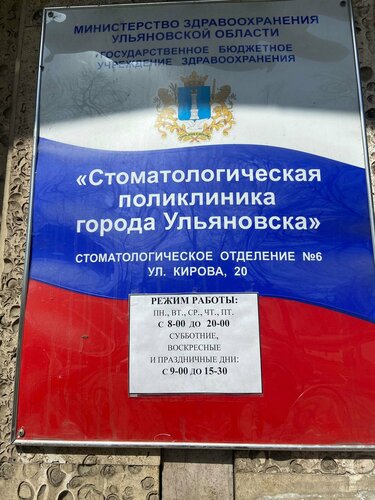 МИНИСТЕРСТВО ЗДРАВООХРАНЕНИЯ
УЛЬЯНОВСКОЙ ОБЛАСТИ
ГОСУДАРСТВЕННОЕ БЮДЖЕТНОЕ
УЧРЕЖДЕНИЕ ЗДРАВООХРАНЕНИЯ
«Стоматологическая
поликлиника
города Ульяновска»
СТОМАТОЛОГИЧЕСКОЕ ОТДЕЛЕНИЕ №6
УЛ. КИРОВА, 20
РЕЖИМ РАБОТЫ:
ПН., ВТ., СР., ЧТ., ПТ.
С 8-00 ДО 20-00
СУББОТНИЕ,
ВОСКРЕСНЫЕ
И ПРАЗДНИЧНЫЕ ДНИ:
С 9-00 ДО 15-30